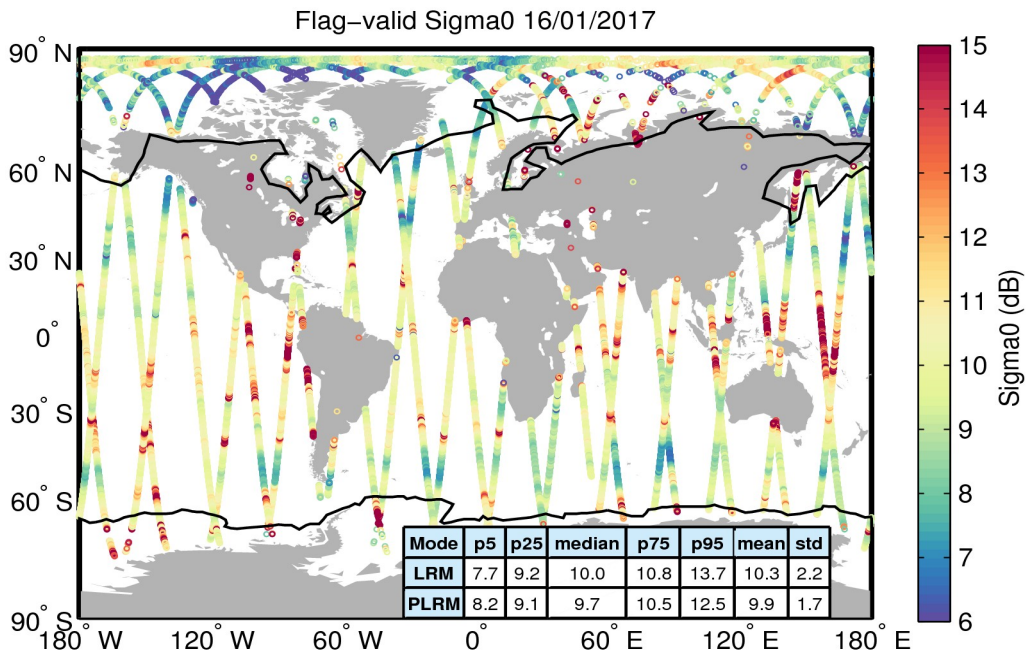 Flag-valid Sigma0 16/01/2017
90° N
60° N
30° N
0°
30° S
60° S
90° S
180° W
120° W
60° W
0°
60° E
120° E
180° E
15
14
13
12
11
10
9
8
7
6
Sigma0 (dB)
Mode p5 p25 median p75 p95 mean std
LRM 7.7 9.2 10.0 10.8 13.7 10.3 2.2
PLRM 8.2 9.1 9.7 10.5 12.5 9.9 1.7